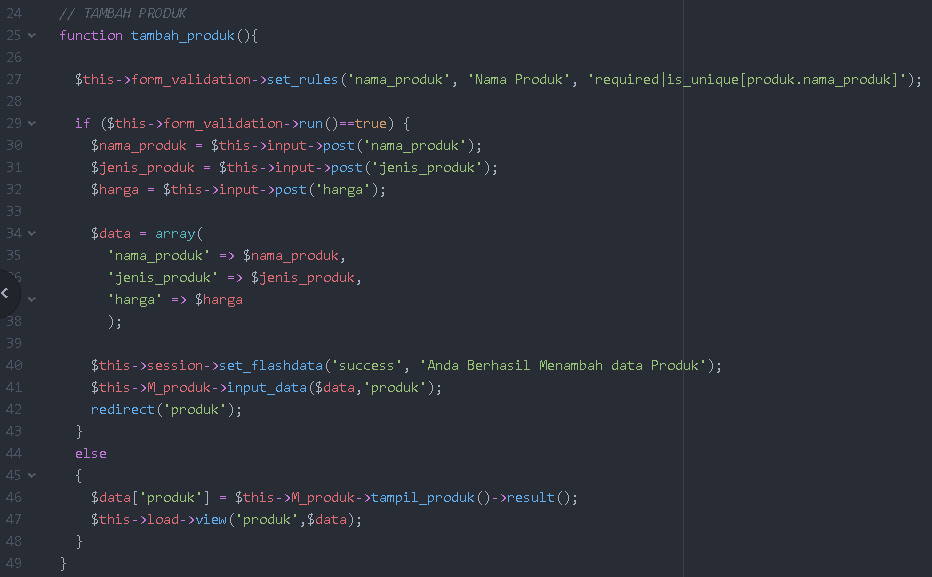 24 // TAMBAH PRODUK
25 function tambah_produk(){
26
27 $this->form_validation->set_rules('nama_produk', 'Nama Produk', 'required|is_unique[produk.nama_produk]');
28
29 if ($this->form_validation->run()==true) {
30 $nama_produk = $this->input->post('nama_produk');
31 $jenis_produk = $this->input->post('jenis_produk');
32 $harga = $this->input->post('harga');
33
34 $data = array(
35 'nama_produk' => $nama_produk,
36 'jenis_produk' => $jenis_produk,
'harga' => $harga
38 );
39
40 $this->session->set_flashdata('success', 'Anda Berhasil Menambah data Produk');
41 $this->M_produk->input_data($data,'produk');
42 redirect('produk');
43 }
44 else
45 {
46 $data['produk'] = $this->M_produk->tampil_produk()->result();
47 $this->load->view('produk',$data);
48 }
49 }